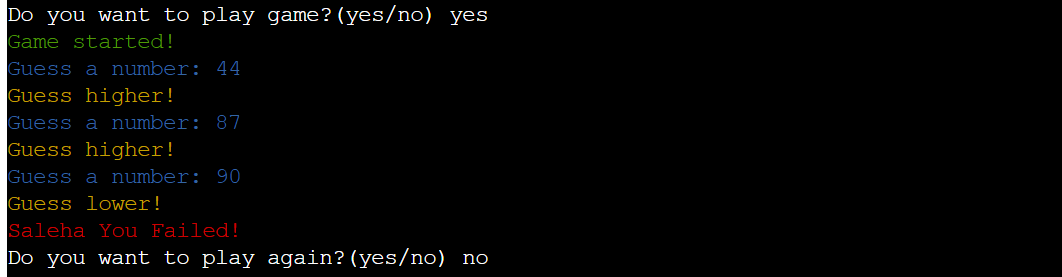 Do you want to play game?(yes/no) yes
Game started!
Guess a number: 44
Guess higher!
Guess a number: 87
Guess higher!
Guess a number: 90
Guess lower!
Saleha You Failed!
Do you want to play again?(yes/no) no